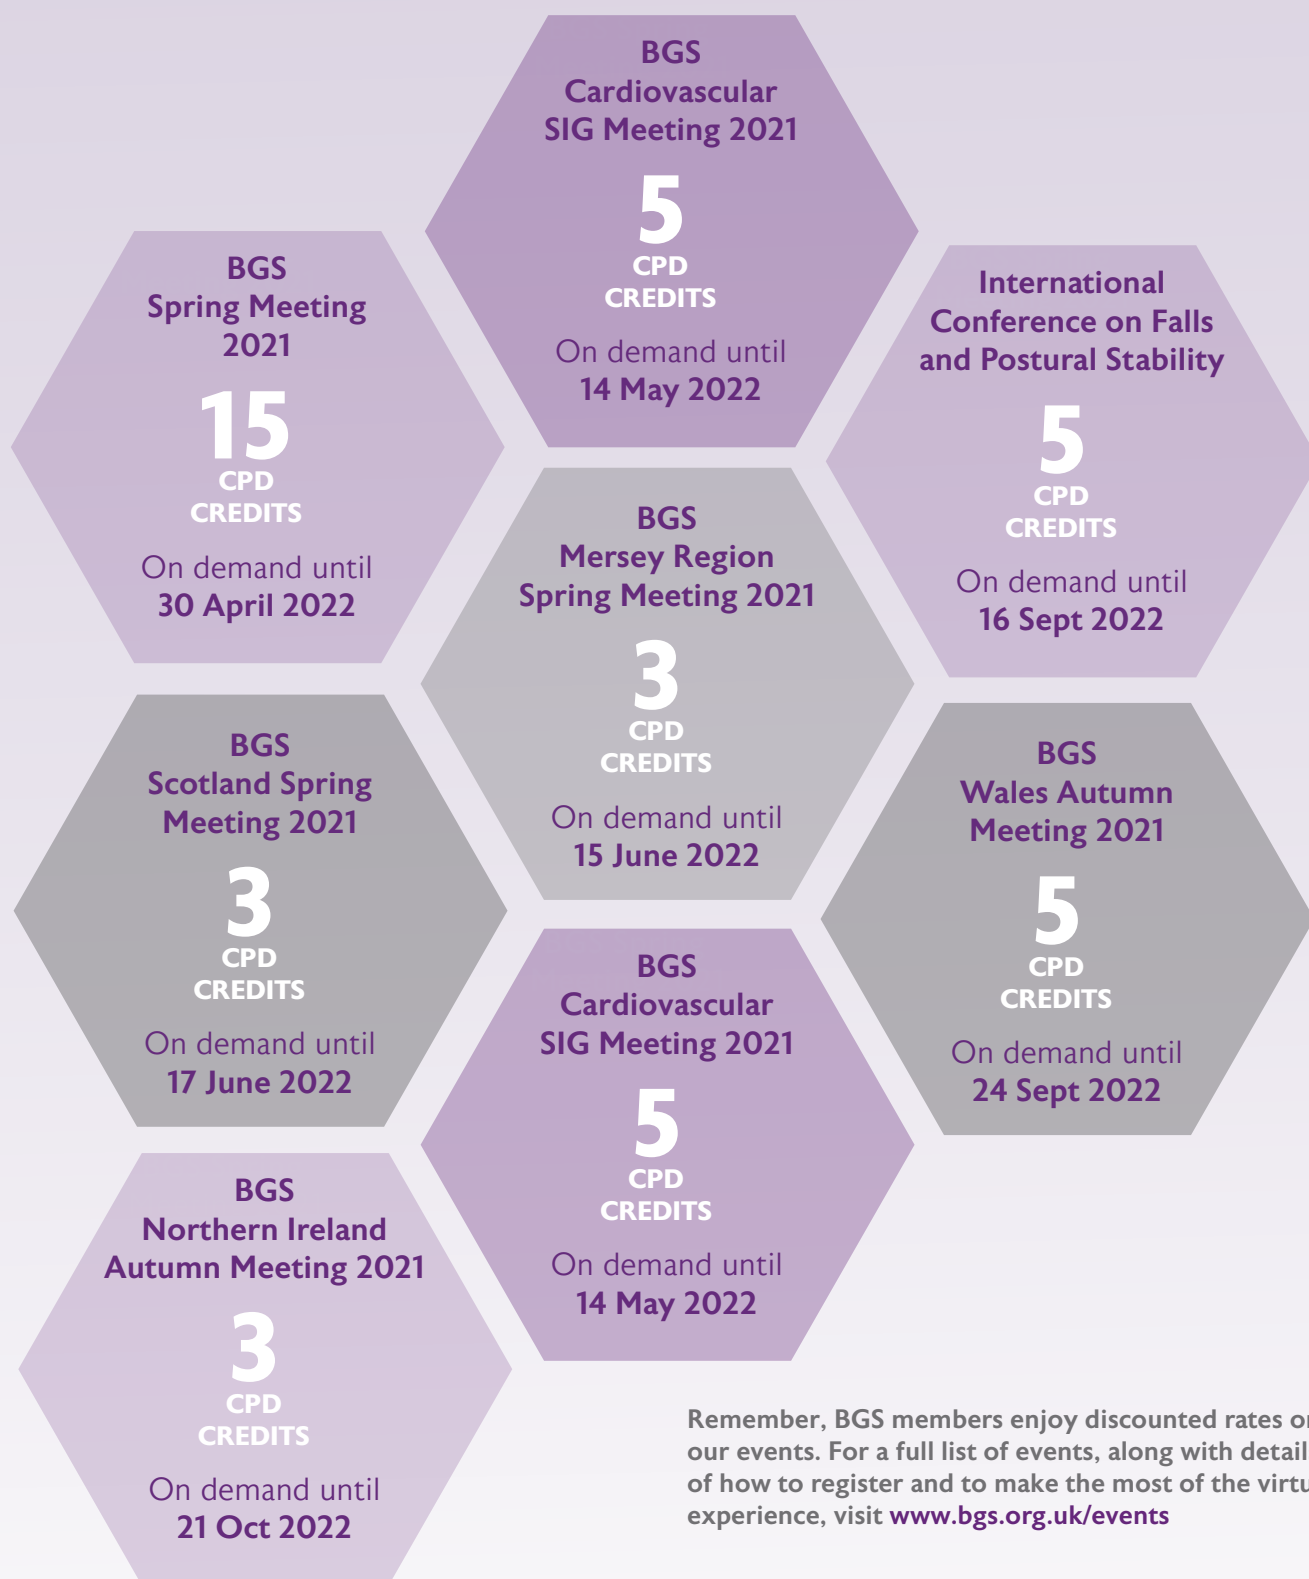 BGS
Cardiovascular
SIG Meeting 2021
5
CPD
CREDITS
On demand until
14 May 2022
BGS
Spring Meeting
2021
15
CPD
CREDITS
On demand until
30 April 2022
International
Conference on Falls
and Postural Stability
5
CPD
CREDITS
On demand until
16 Sept 2022
BGS
Mersey Region
Spring Meeting 2021
3
CPD
CREDITS
On demand until
15 June 2022
BGS
Scotland Spring
Meeting 2021
3
CPD
CREDITS
On demand until
17 June 2022
BGS
Wales Autumn
Meeting 2021
5
CPD
CREDITS
On demand until
24 Sept 2022
BGS
Cardiovascular
SIG Meeting 2021
5
CPD
CREDITS
On demand until
14 May 2022
BGS
Northern Ireland
Autumn Meeting 2021
3
CPD
CREDITS
On demand until
21 Oct 2022
Remember, BGS members enjoy discounted rates
our events. For a full list of events, along with
of how to register and to make the most of the
experience, visit www.bgs.org.uk/events